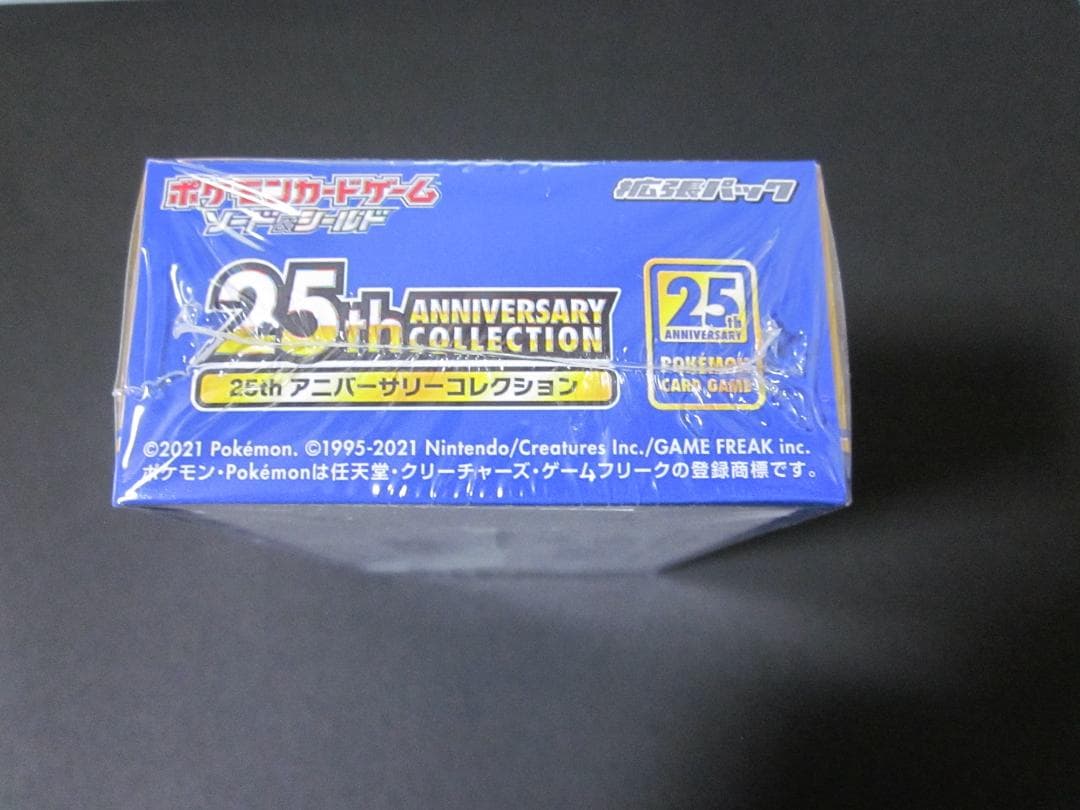 ポケモンカードゲーム
ソード&シールド
拡張パック
25th ANNIVERSARY
COLLECTION
25th アニバーサリーコレクション
25th
ANNIVERSARY
POKÉMON
CARD GAME
©2021 Pokémon. ©1995-2021 Nintendo/Creatures Inc./GAME FREAK inc.
ポケモン・Pokémonは任天堂・クリーチャーズ・ゲームフリークの登録商標です。